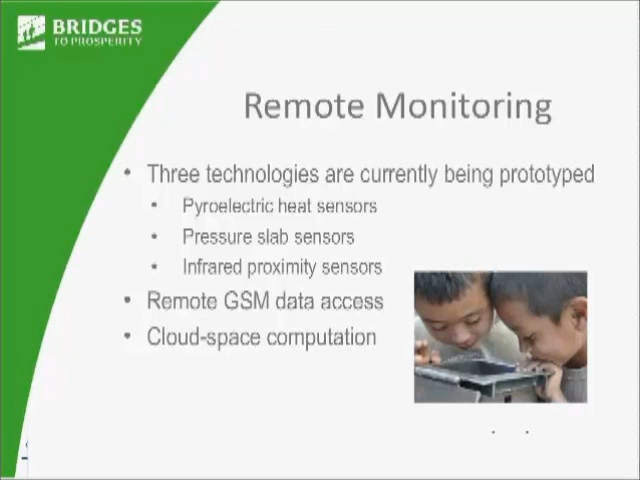 BRIDGES
TO PROSPERITY
Remote Monitoring
• Three technologies are currently being prototyped
• Pyroelectric heat sensors
• Pressure slab sensors
• Infrared proximity sensors
• Remote GSM data access
• Cloud-space computation